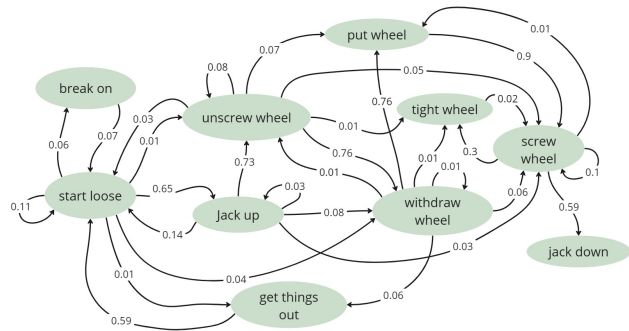 0.01
put wheel
0.07
0.08
0.9
0.05
break on
0.03
unscrew wheel
0.76
tight wheel
0.02
0.07
0.01
0.01
0.06
0.76
0.01
0.3
screw
wheel
0.1
0.01
0.01
0.73
start loose
0.65
0.03
0.06
0.11
Jack up
0.08
withdraw
wheel
0.59
0.14
0.03
jack down
0.01
0.04
0.06
get things
out
0.59